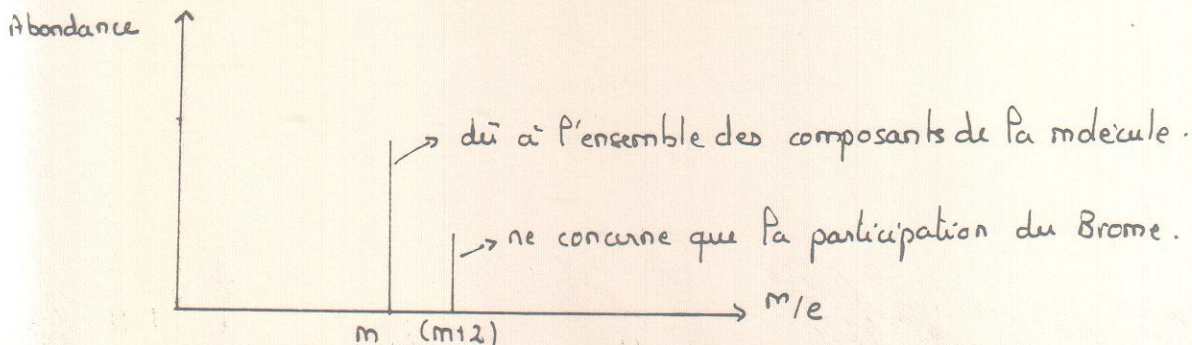 Abondance
dû à l'ensemble des composants de la molécule.
ne concerne que la participation du Brome.
m/e
m (m+2)